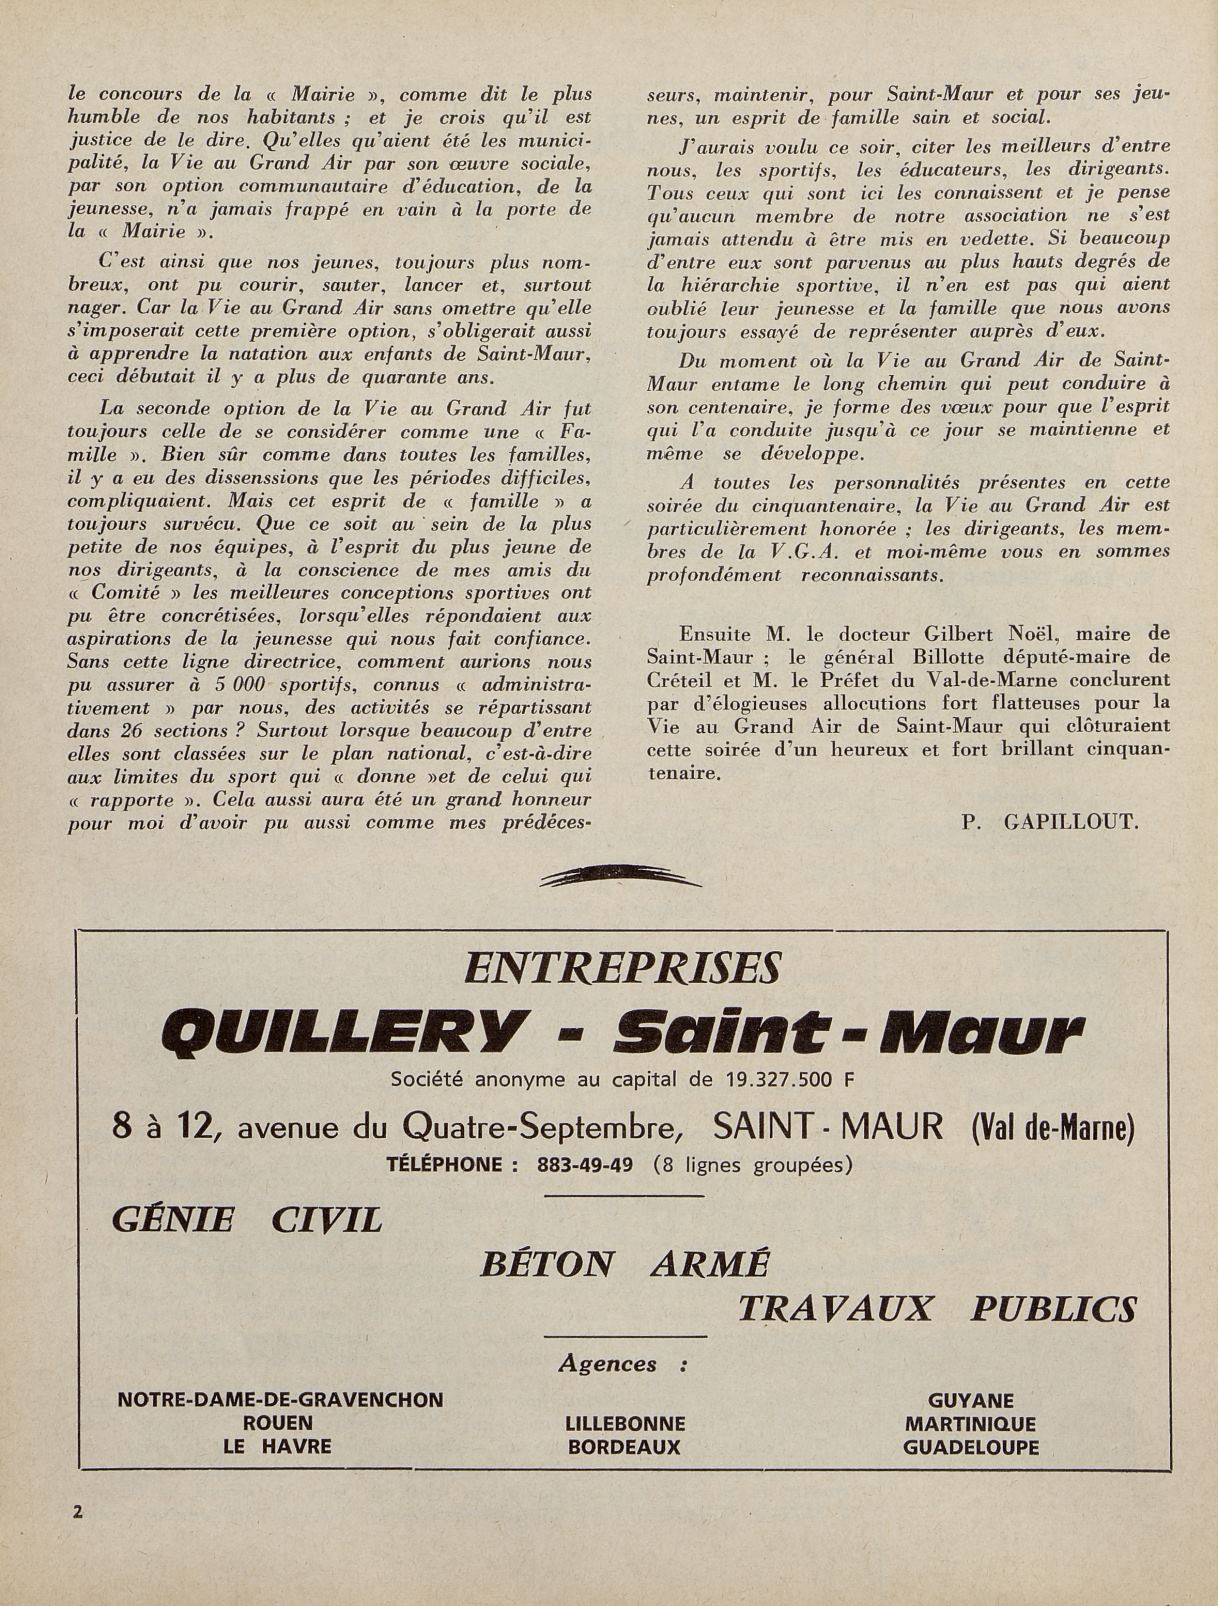 le concours de la « Mairie », comme dit le plus
humble de nos habitants ; et je crois qu'il est
justice de le dire. Qu'elles qu'aient été les munici-
palité, la Vie au Grand Air par son œuvre sociale,
par son option communautaire d'éducation, de la
jeunesse, n'a jamais frappé en vain à la porte de
la « Mairie ».
C'est ainsi que nos jeunes, toujours plus nom-
breux, ont pu courir, sauter, lancer et, surtout
nager. Car la Vie au Grand Air sans omettre qu'elle
s'imposerait cette première option, s'obligerait aussi
à apprendre la natation aux enfants de Saint-Maur,
ceci débutait il y a plus de quarante ans.
La seconde option de la Vie au Grand Air fut
toujours celle de se considérer comme une « Fa-
mille ». Bien sûr comme dans toutes les familles,
il y a eu des dissenssions que les périodes difficiles,
compliquaient. Mais cet esprit de « famille » a
toujours survécu. Que ce soit au sein de la plus
petite de nos équipes, à l'esprit du plus jeune de
nos dirigeants, à la conscience de mes amis du
« Comité » les meilleures conceptions sportives ont
pu être concrétisées, lorsqu'elles répondaient aux
aspirations de la jeunesse qui nous fait confiance.
Sans cette ligne directrice, comment aurions nous
pu assurer à 5 000 sportifs, connus « administra-
tivement » par nous, des activités se répartissant
dans 26 sections ? Surtout lorsque beaucoup d'entre
elles sont classées sur le plan national, c'est-à-dire
aux limites du sport qui « donne »et de celui qui
« rapporte ». Cela aussi aura été un grand honneur
pour moi d'avoir pu aussi comme mes prédéces-
seurs, maintenir, pour Saint-Maur et pour ses jeu-
nes, un esprit de famille sain et social.
J'aurais voulu ce soir, citer les meilleurs d'entre
nous, les sportifs, les éducateurs, les dirigeants.
Tous ceux qui sont ici les connaissent et je pense
qu'aucun membre de notre association ne s'est
jamais attendu à être mis en vedette. Si beaucoup
d'entre eux sont parvenus au plus hauts degrés de
la hiérarchie sportive, il n'en est pas qui aient
oublié leur jeunesse et la famille que nous avons
toujours essayé de représenter auprès d'eux.
Du moment où la Vie au Grand Air de Saint-
Maur entame le long chemin qui peut conduire à
son centenaire, je forme des vœux pour que l'esprit
qui l'a conduite jusqu'à ce jour se maintienne et
même se développe.
A toutes les personnalités présentes en cette
soirée du cinquantenaire, la Vie au Grand Air est
particulièrement honorée ; les dirigeants, les mem-
bres de la V.G.A. et moi-même vous en sommes
profondément reconnaissants.
Ensuite M. le docteur Gilbert Noël, maire de
Saint-Maur ; le général Billotte député-maire de
Créteil et M. le Préfet du Val-de-Marne conclurent
par d'élogieuses allocutions fort flatteuses pour la
Vie au Grand Air de Saint-Maur qui clôturaient
cette soirée d'un heureux et fort brillant cinquan-
tenaire.
P. GAPILLOUT.
ENTREPRISES
QUILLERY - Saint-Maur
Société anonyme au capital de 19.327.500 F
8 à 12, avenue du Quatre-Septembre, SAINT-MAUR (Val de-Marne)
TÉLÉPHONE : 883-49-49 (8 lignes groupées)
GÉNIE CIVIL
BÉTON ARMÉ
TRAVAUX PUBLICS
Agences :
NOTRE-DAME-DE-GRAVENCHON
ROUEN
LE HAVRE
LILLEBONNE
BORDEAUX
GUYANE
MARTINIQUE
GUADELOUPE
2